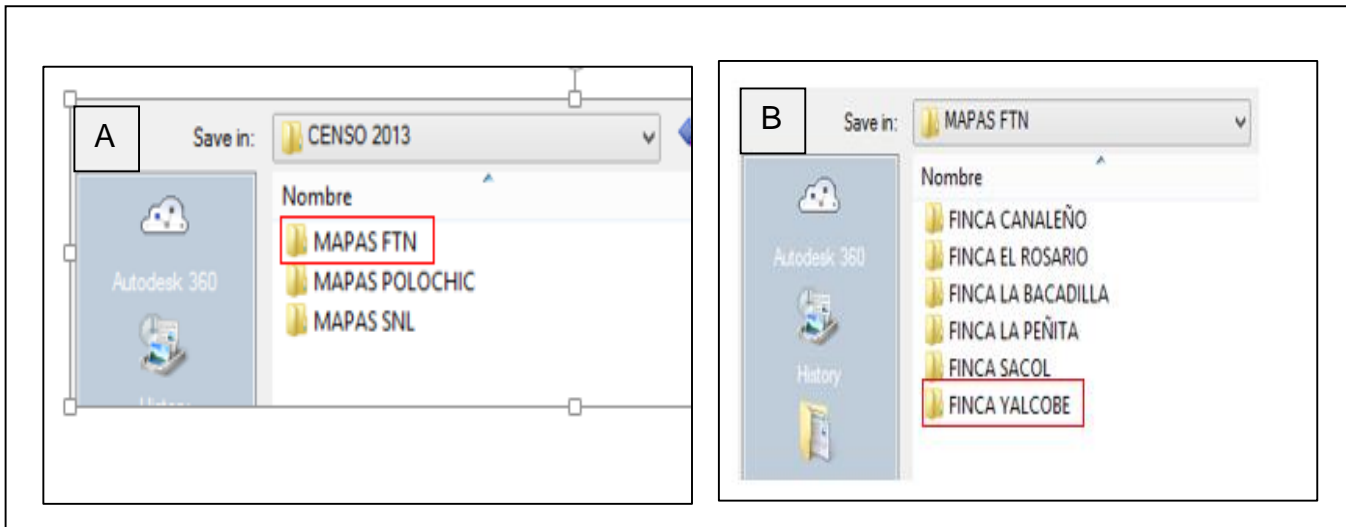 A
Save in:
CENSO 2013
Nombre
MAPAS FTN
MAPAS POLOCHIC
MAPAS SNL
Autodesk 360
B
Save in:
MAPAS FTN
Nombre
FINCA CANALEÑO
FINCA EL ROSARIO
FINCA LA BACADILLA
FINCA LA PEÑITA
FINCA SACOL
FINCA YALCOBE
Autodesk 360
History